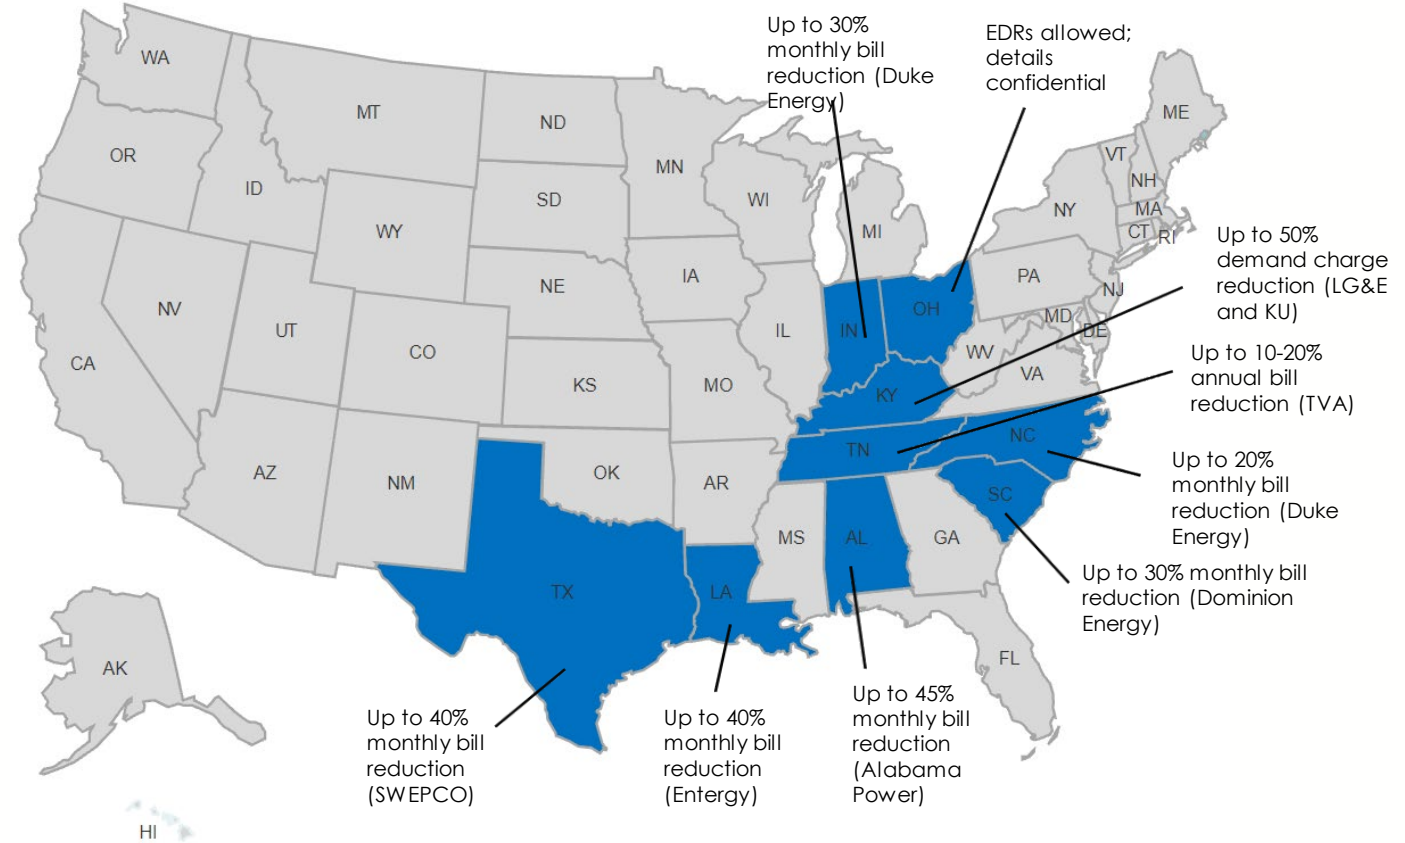 Up to 30%
monthly bill
reduction (Duke
Energy)
EDRs allowed;
details
confidential
WA
MT
ND
MN
ME
OR
ID
SD
WI
VT
NH
WY
MI
NY
MA
CT
RI
Up to 50%
demand charge
reduction (LG&E
and KU)
IA
NE
PA
NJ
NV
UT
CO
IL
IN
OH
MD
DE
CA
KS
MO
WV
VA
KY
Up to 10-20%
annual bill
reduction (TVA)
TN
NC
AZ
NM
OK
AR
SC
Up to 20%
monthly bill
reduction (Duke
Energy)
MS
AL
GA
TX
LA
Up to 30% monthly bill
reduction (Dominion
Energy)
AK
FL
Up to 40%
monthly bill
reduction
(SWEPCO)
Up to 40%
monthly bill
reduction
(Entergy)
Up to 45%
monthly bill
reduction
(Alabama
Power)
HI